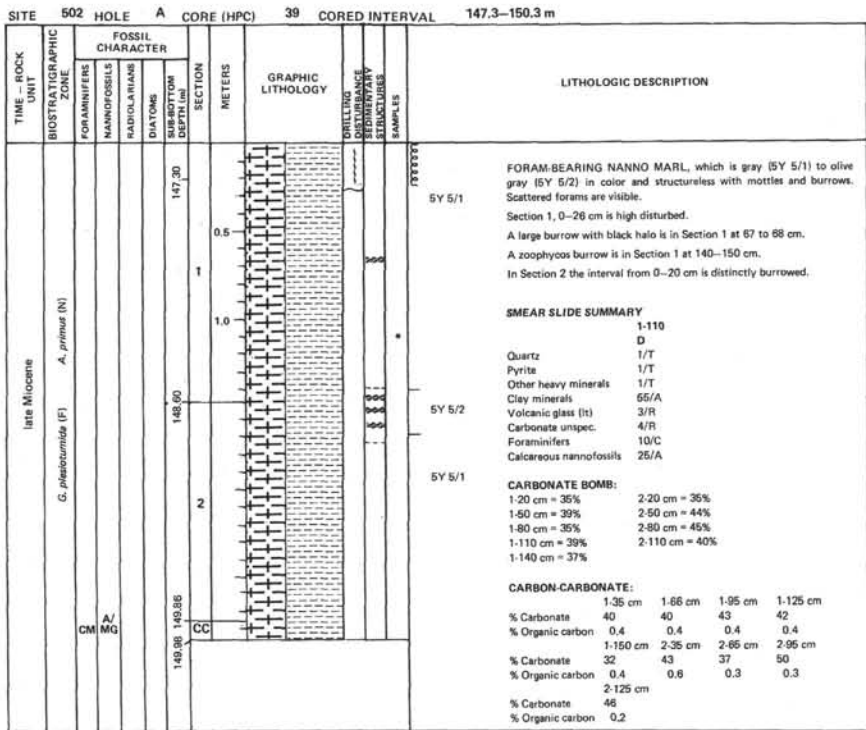 SITE 502 HOLE A CORE (HPC) 39 CORED INTERVAL 147.3—150.3 m
TIME – ROCK UNIT
BIOSTRATIGRAPHIC ZONE
FOSSIL CHARACTER
FORAMINIFERS
NANNOFOSSILS
RADIOLARIANS
DIATOMS
SUB-BOTTOM DEPTH (m)
SECTION
METERS
GRAPHIC LITHOLOGY
DRILLING DISTURBANCE
SEDIMENTARY STRUCTURES
SAMPLES
LITHOLOGIC DESCRIPTION
late Miocene
A. primus (N)
G. plesiotumida (F)
CM
A/ MG
147.30
148.60
149.86
149.98
1
2
CC
0.5
1.0
*
5Y 5/1
5Y 5/2
5Y 5/1
FORAM-BEARING NANNO MARL, which is gray (5Y 5/1) to olive
gray (5Y 5/2) in color and structureless with mottles and burrows.
Scattered forams are visible.
Section 1, 0–26 cm is high disturbed.
A large burrow with black halo is in Section 1 at 67 to 68 cm.
A zoophycos burrow is in Section 1 at 140–150 cm.
In Section 2 the interval from 0–20 cm is distinctly burrowed.
SMEAR SLIDE SUMMARY
1-110
D
Quartz 1/T
Pyrite 1/T
Other heavy minerals 1/T
Clay minerals 55/A
Volcanic glass (lt) 3/R
Carbonate unspec. 4/R
Foraminifers 10/C
Calcareous nannofossils 25/A
CARBONATE BOMB:
1-20 cm = 35% 2-20 cm = 35%
1-50 cm = 39% 2-50 cm = 44%
1-80 cm = 35% 2-80 cm = 45%
1-110 cm = 39% 2-110 cm = 40%
1-140 cm = 37%
CARBON-CARBONATE:
1-35 cm 1-66 cm 1-95 cm 1-125 cm
% Carbonate 40 40 43 42
% Organic carbon 0.4 0.4 0.4 0.4
1-150 cm 2-35 cm 2-65 cm 2-95 cm
% Carbonate 32 43 37 50
% Organic carbon 0.4 0.6 0.3 0.3
2-125 cm
% Carbonate 46
% Organic carbon 0.2